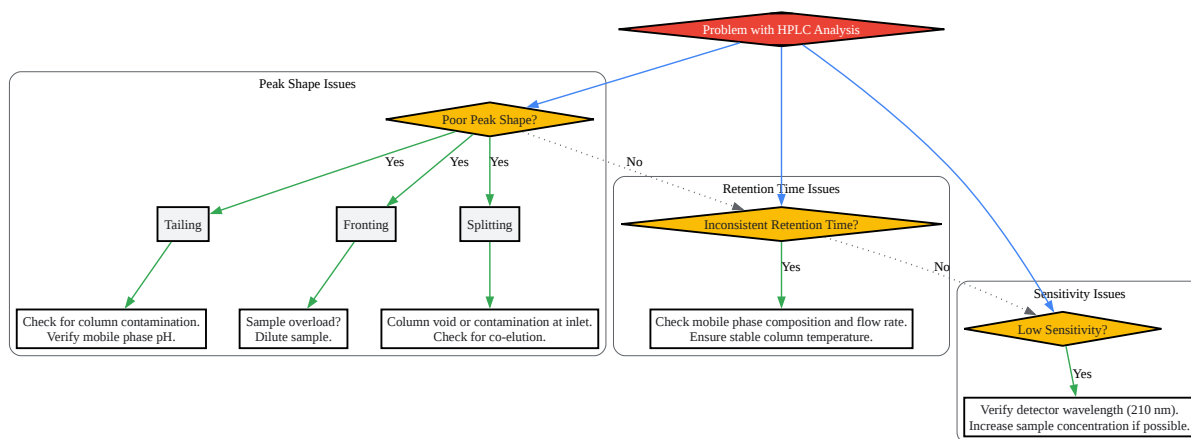 Problem with HPLC Analysis
Peak Shape Issues
Poor Peak Shape?
Yes
Yes
Yes
No
Tailing
Fronting
Splitting
Check for column contamination.
Verify mobile phase pH.
Sample overload?
Dilute sample.
Column void or contamination at inlet.
Check for co-elution.
Retention Time Issues
Inconsistent Retention Time?
Yes
No
Check mobile phase composition and flow rate.
Ensure stable column temperature.
Sensitivity Issues
Low Sensitivity?
Yes
Verify detector wavelength (210 nm).
Increase sample concentration if possible.